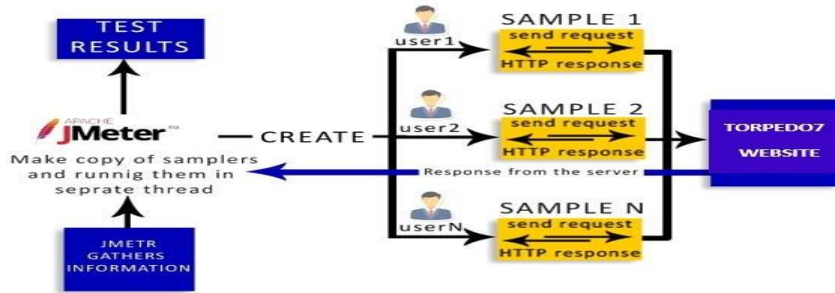 TEST
RESULTS
APACHE
JMeter™
Make copy of samplers
and runnig them in
seprate thread
JMETR
GATHERS
INFORMATION
CREATE
user1
SAMPLE 1
send request
HTTP response
user2
SAMPLE 2
send request
HTTP response
Response from the server
userN
SAMPLE N
send request
HTTP response
TORPEDO7
WEBSITE